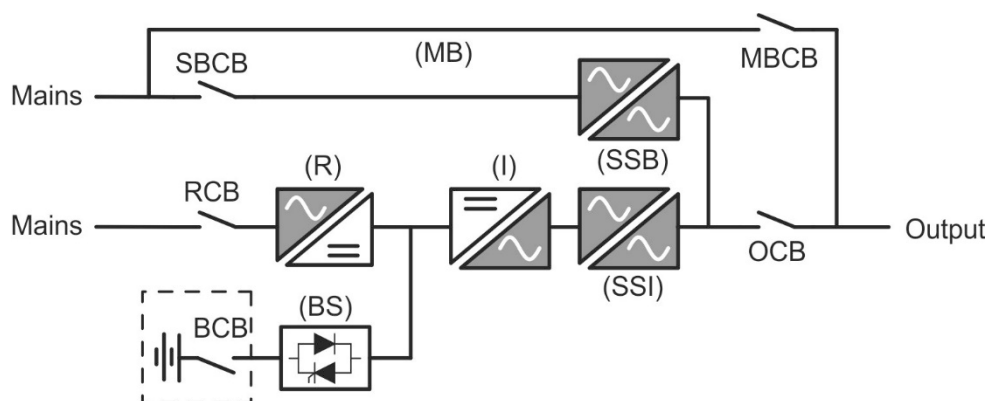 (MB)
MBCB
SBCB
Mains
(SSB)
(R)
(I)
RCB
Mains
Output
OCB
(SSI)
(BS)
BCB